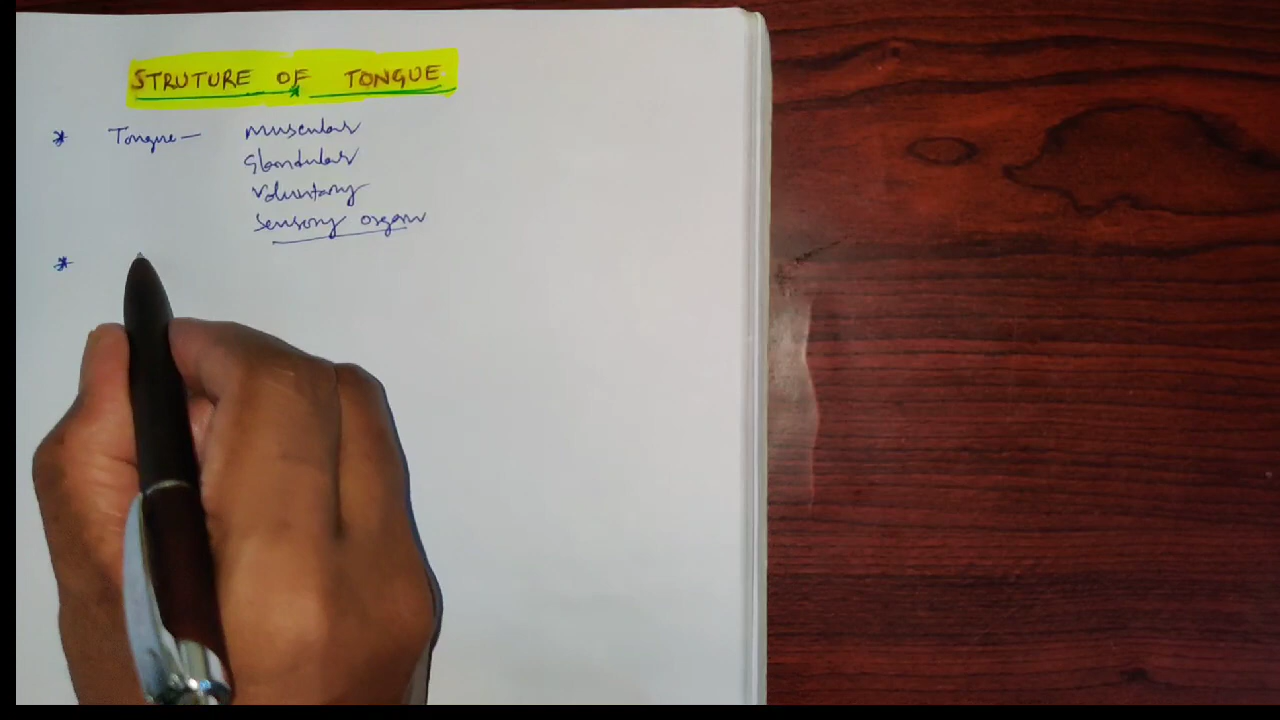 STRUTURE OF TONGUE
* Tongue — muscular
Glandular
Voluntary
Sensory organ
*